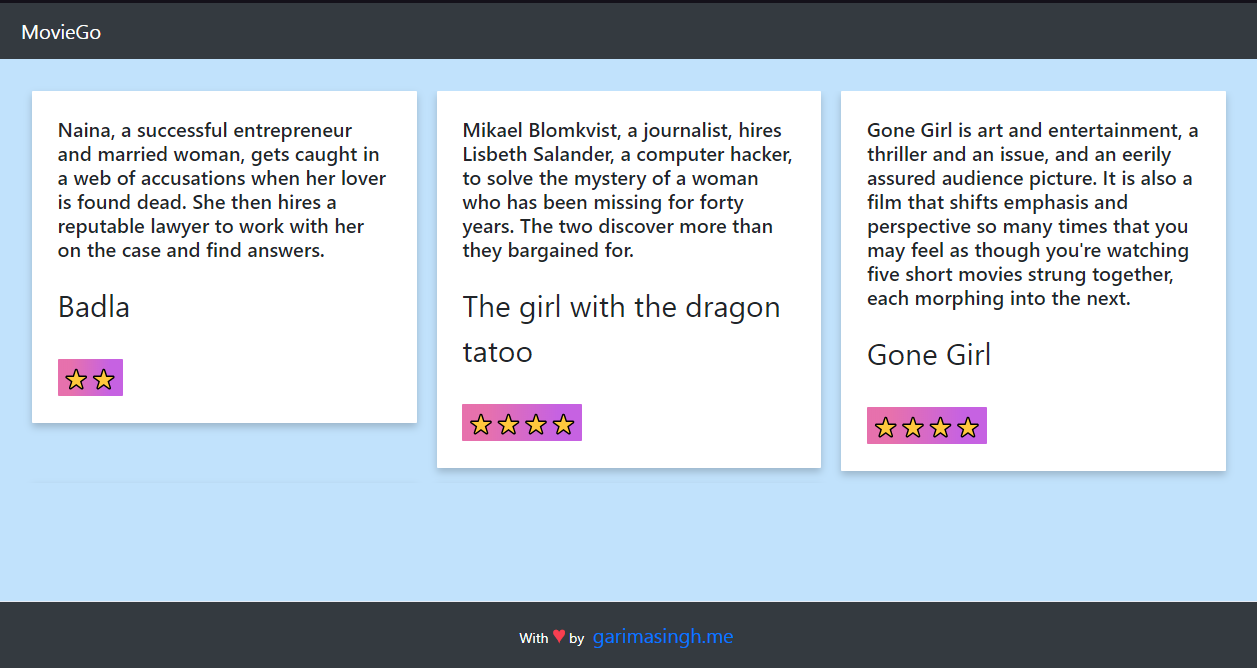 MovieGo
Naina, a successful entrepreneur
and married woman, gets caught in
a web of accusations when her lover
is found dead. She then hires a
reputable lawyer to work with her
on the case and find answers.
Badla
Mikael Blomkvist, a journalist, hires
Lisbeth Salander, a computer hacker,
to solve the mystery of a woman
who has been missing for forty
years. The two discover more than
they bargained for.
The girl with the dragon
tatoo
Gone Girl is art and entertainment, a
thriller and an issue, and an eerily
assured audience picture. It is also a
film that shifts emphasis and
perspective so many times that you
may feel as though you're watching
five short movies strung together,
each morphing into the next.
Gone Girl
With ♥ by garimasingh.me